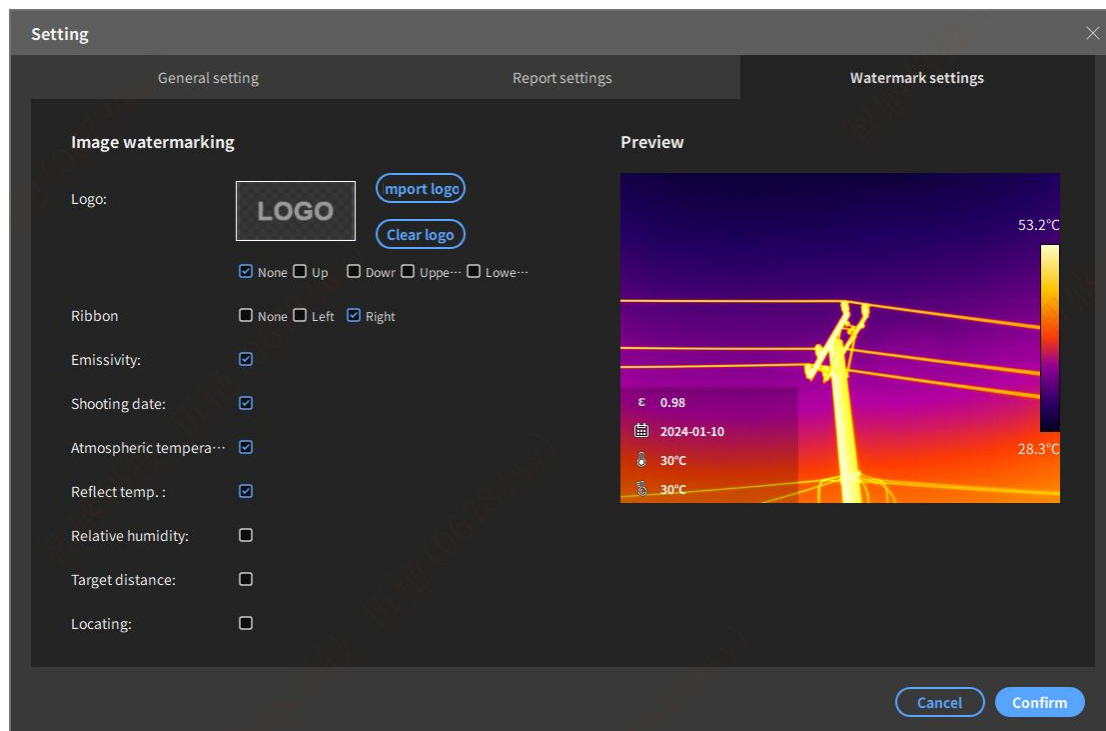 Setting
General setting
Report settings
Watermark settings
Image watermarking
Preview
Logo:
LOGO
mport logo
Clear logo
None
Up
Dowr
Uppe···
Lowe···
Ribbon
None
Left
Right
Emissivity:
Shooting date:
Atmospheric tempera···
Reflect temp. :
Relative humidity:
Target distance:
Locating:
53.2°C
28.3°C
ε 0.98
2024-01-10
30°C
30°C
Cancel
Confirm